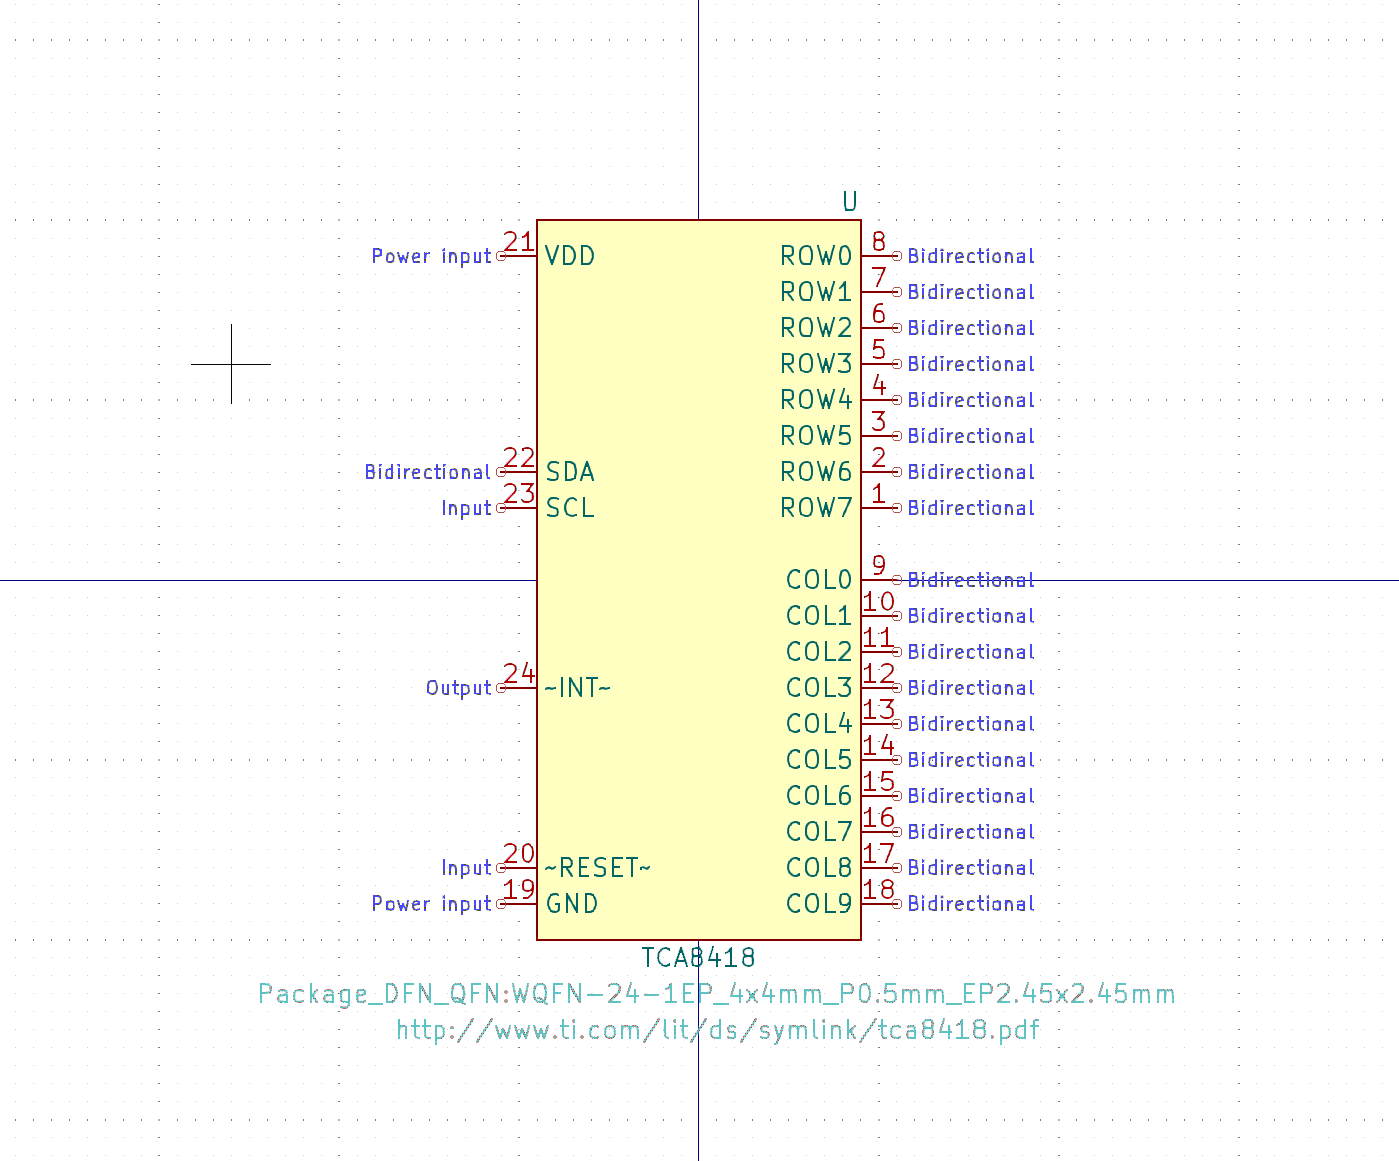 U
Power input 21 VDD ROW0 8 Bidirectional
ROW1 7 Bidirectional
ROW2 6 Bidirectional
ROW3 5 Bidirectional
ROW4 4 Bidirectional
ROW5 3 Bidirectional
Bidirectional 22 SDA ROW6 2 Bidirectional
Input 23 SCL ROW7 1 Bidirectional
COL0 9 Bidirectional
COL1 10 Bidirectional
COL2 11 Bidirectional
Output 24 ~INT~ COL3 12 Bidirectional
COL4 13 Bidirectional
COL5 14 Bidirectional
COL6 15 Bidirectional
COL7 16 Bidirectional
Input 20 ~RESET~ COL8 17 Bidirectional
Power input 19 GND COL9 18 Bidirectional
TCA8418
Package_DFN_QFN:WQFN-24-1EP_4x4mm_P0.5mm_EP2.45x2.45mm
http://www.ti.com/lit/ds/symlink/tca8418.pdf